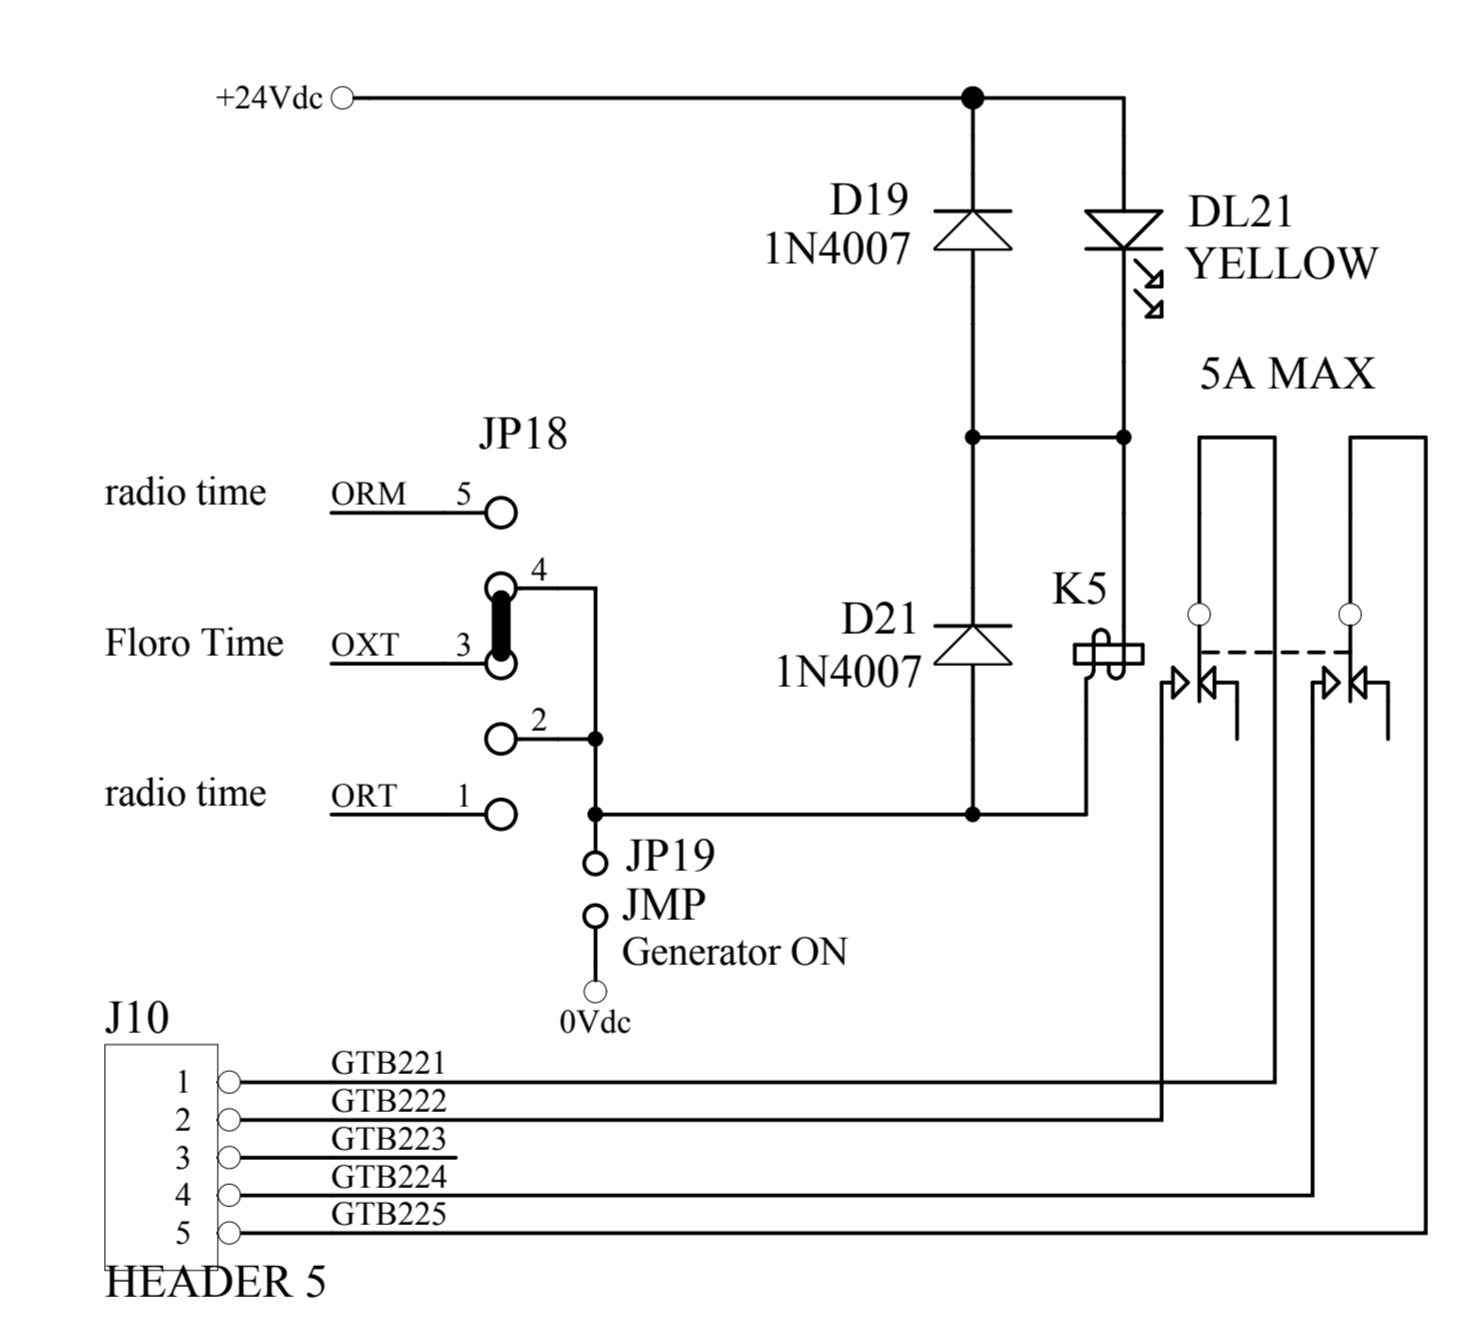 +24Vdc
D19
1N4007
DL21
YELLOW
5A MAX
JP18
radio time ORM 5
4
Floro Time OXT 3
2
radio time ORT 1
K5
D21
1N4007
JP19
JMP
Generator ON
0Vdc
J10
1 GTB221
2 GTB222
3 GTB223
4 GTB224
5 GTB225
HEADER 5